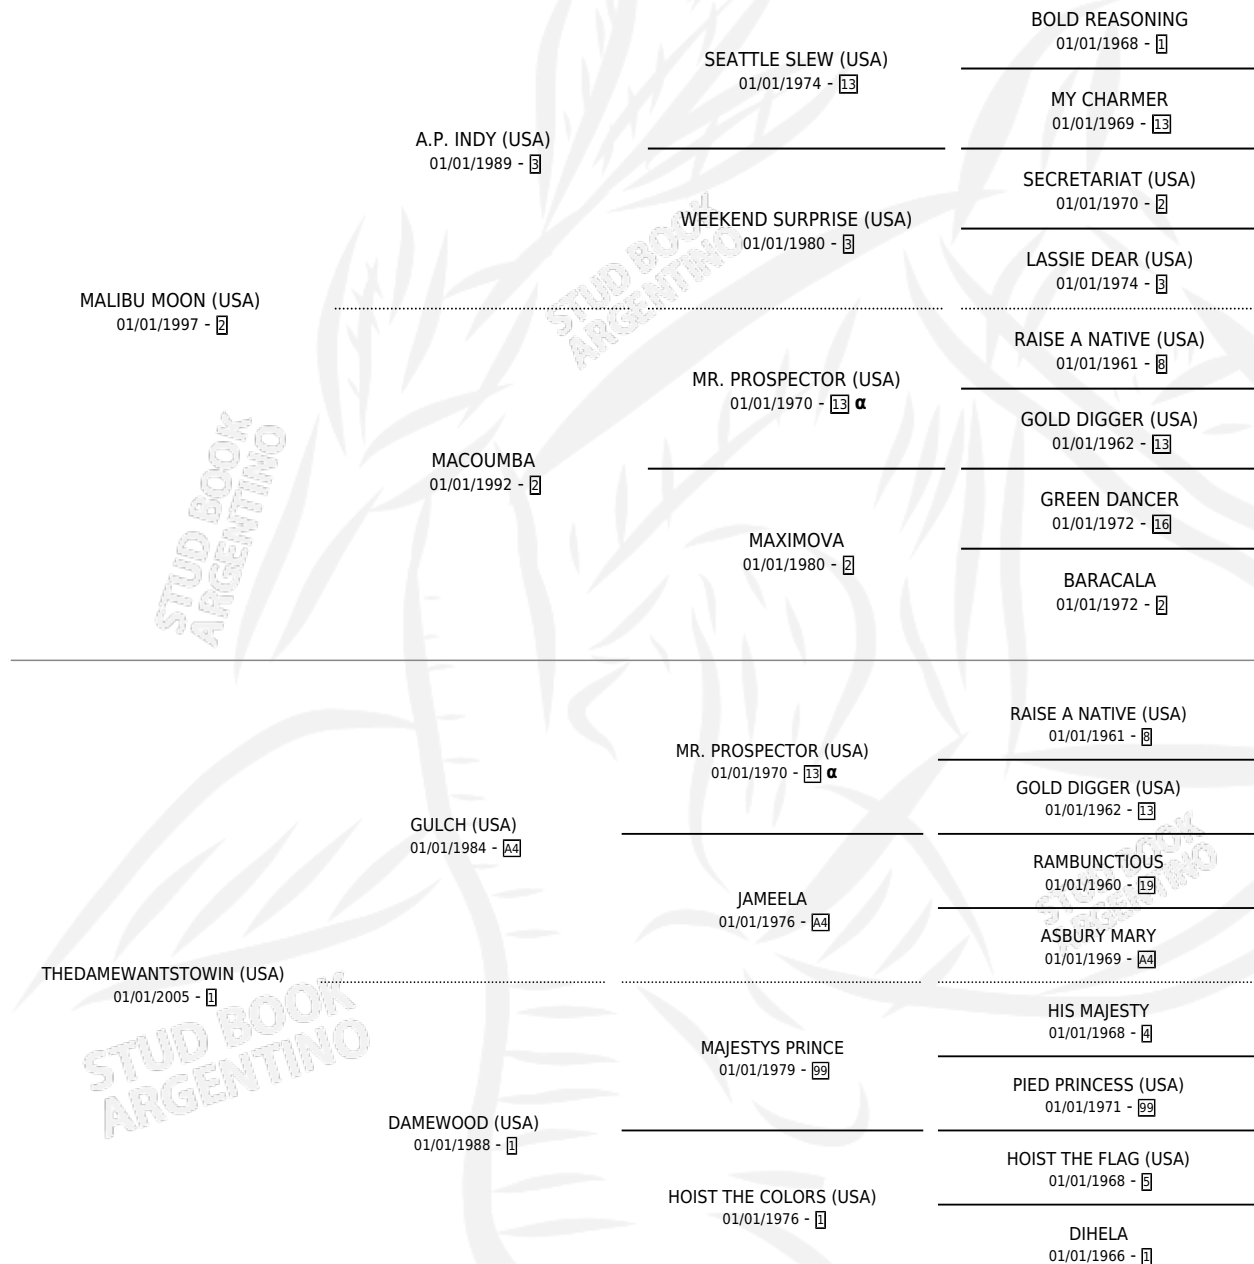 BOLD REASONING
01/01/1968 - 1
SEATTLE SLEW (USA)
01/01/1974 - 13
MY CHARMER
01/01/1969 - 13
A.P. INDY (USA)
01/01/1989 - 3
SECRETARIAT (USA)
01/01/1970 - 2
WEEKEND SURPRISE (USA)
01/01/1980 - 3
LASSIE DEAR (USA)
01/01/1974 - 3
STUD BOOK
ARGENTINO
MALIBU MOON (USA)
01/01/1997 - 2
RAISE A NATIVE (USA)
01/01/1961 - 8
MR. PROSPECTOR (USA)
01/01/1970 - 13 α
GOLD DIGGER (USA)
01/01/1962 - 13
MACOUMBA
01/01/1992 - 2
GREEN DANCER
01/01/1972 - 16
MAXIMOVA
01/01/1980 - 2
BARACALA
01/01/1972 - 2
STUD BOOK
ARGENTINO
RAISE A NATIVE (USA)
01/01/1961 - 8
MR. PROSPECTOR (USA)
01/01/1970 - 13 α
GOLD DIGGER (USA)
01/01/1962 - 13
GULCH (USA)
01/01/1984 - A4
RAMBUNCTIOUS
01/01/1960 - 19
JAMEELA
01/01/1976 - A4
ASBURY MARY
01/01/1969 - A4
STUD BOOK
ARGENTINO
THEDAMEWANTSTOWIN (USA)
01/01/2005 - 1
HIS MAJESTY
01/01/1968 - 4
MAJESTYS PRINCE
01/01/1979 - 99
PIED PRINCESS (USA)
01/01/1971 - 99
STUD BOOK
ARGENTINO
DAMEWOOD (USA)
01/01/1988 - 1
HOIST THE FLAG (USA)
01/01/1968 - 5
HOIST THE COLORS (USA)
01/01/1976 - 1
DIHELA
01/01/1966 - 1